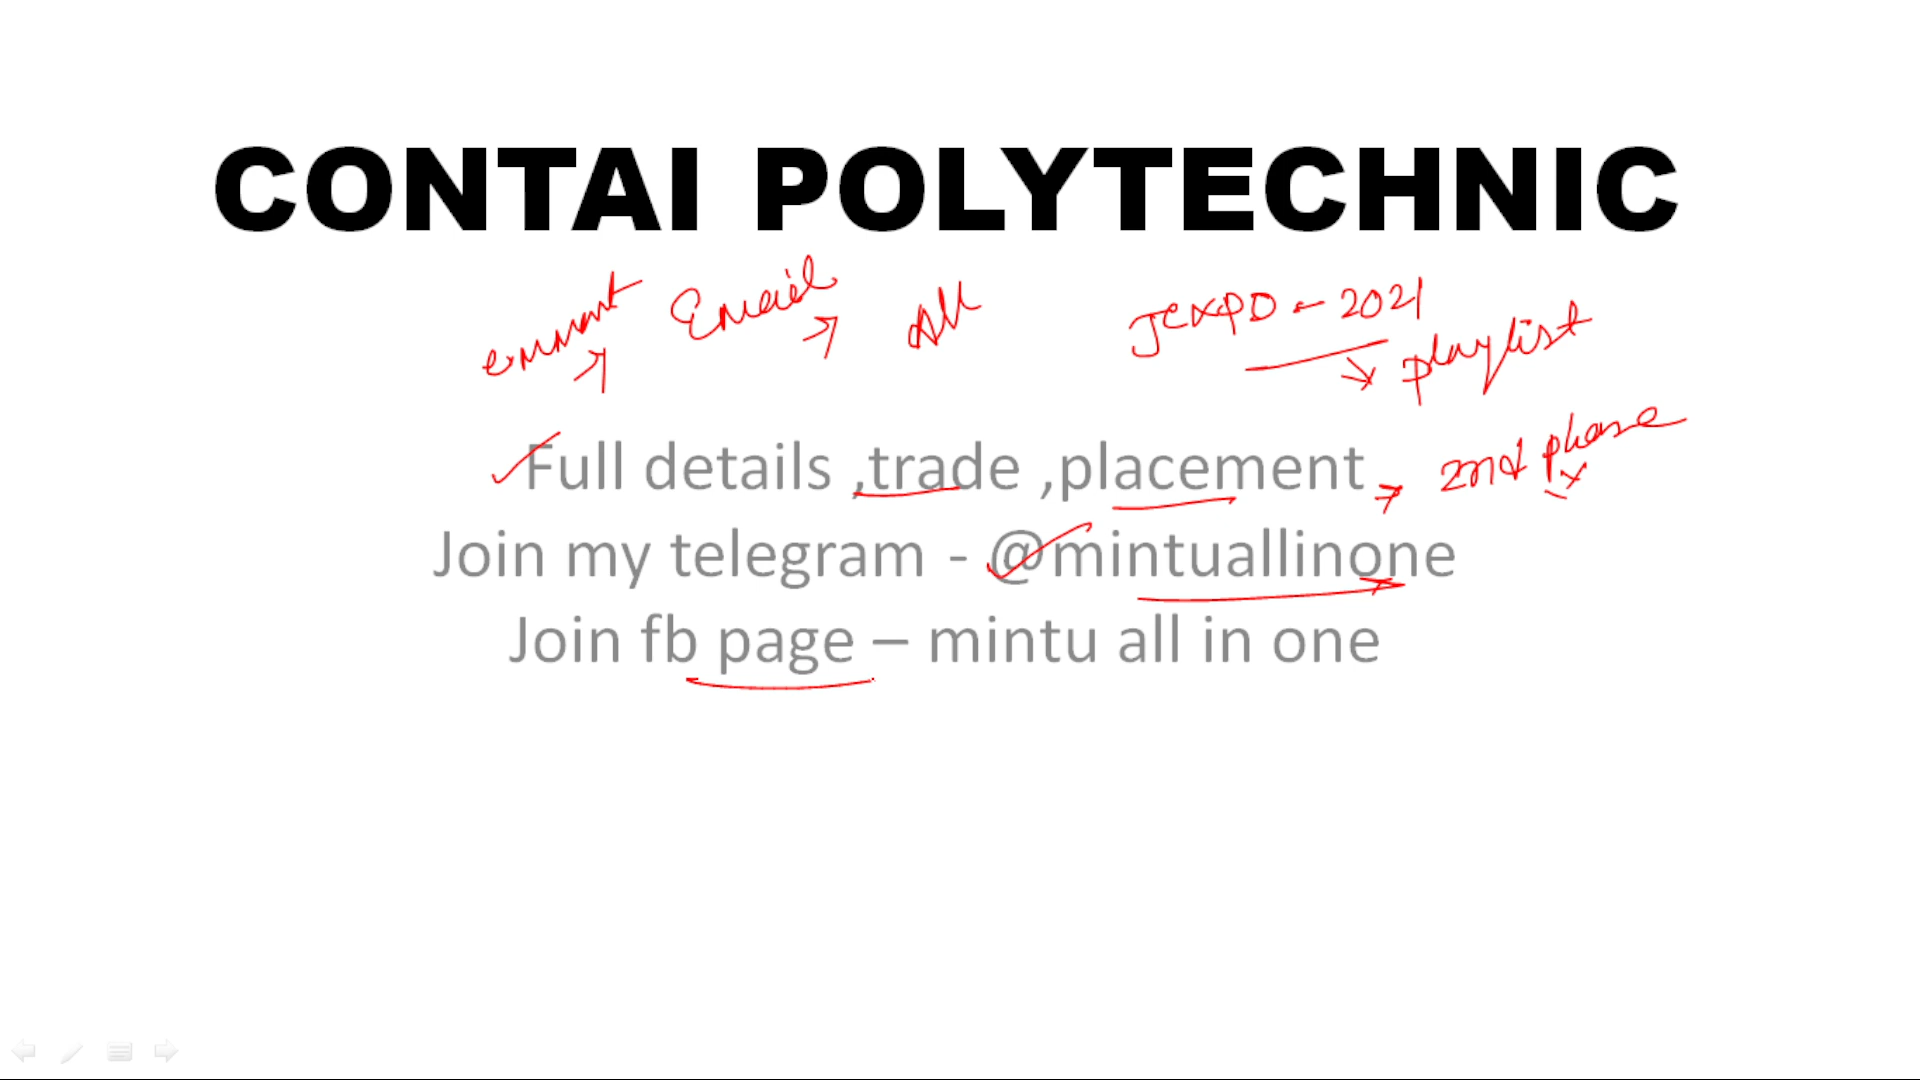 CONTAI POLYTECHNIC
Email All JEXPO - 2021
playlist
Full details ,trade ,placement 2nd phase
Join my telegram - @mintuallinone
Join fb page – mintu all in one